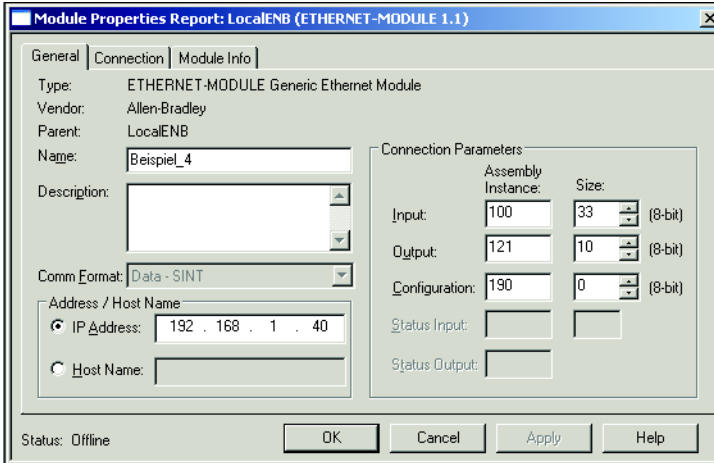 Module Properties Report: LocalENB (ETHERNET-MODULE 1.1)
General Connection Module Info
Type: ETHERNET-MODULE Generic Ethernet Module
Vendor: Allen-Bradley
Parent: LocalENB
Name: Beispiel_4
Description:
Comm Format: Data - SINT
Address / Host Name
IP Address: 192 . 168 . 1 . 40
Host Name:
Connection Parameters
Assembly
Instance: Size:
Input: 100 33 (8-bit)
Output: 121 10 (8-bit)
Configuration: 190 0 (8-bit)
Status Input:
Status Output:
Status: Offline OK Cancel Apply Help